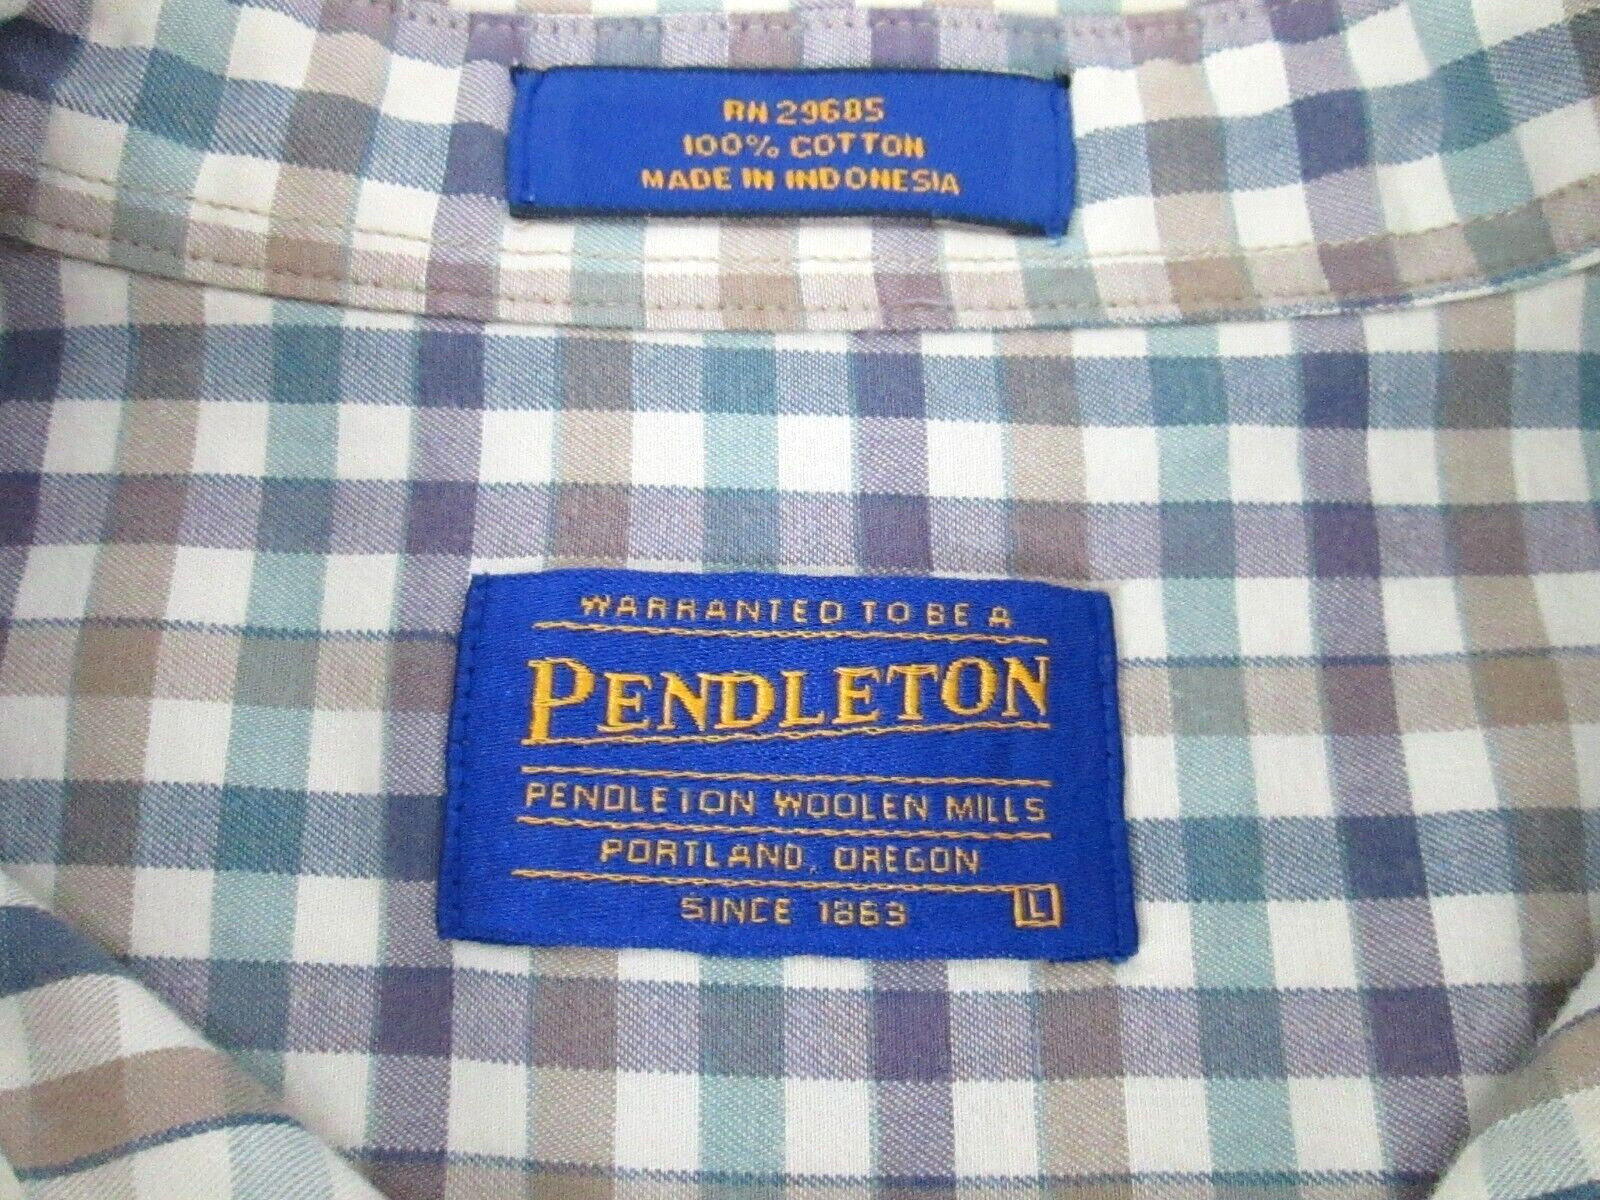 RN 29685
100% COTTON
MADE IN INDONESIA
WARRANTED TO BE A
PENDLETON
PENDLETON WOOLEN MILLS
PORTLAND, OREGON
SINCE 1863
L